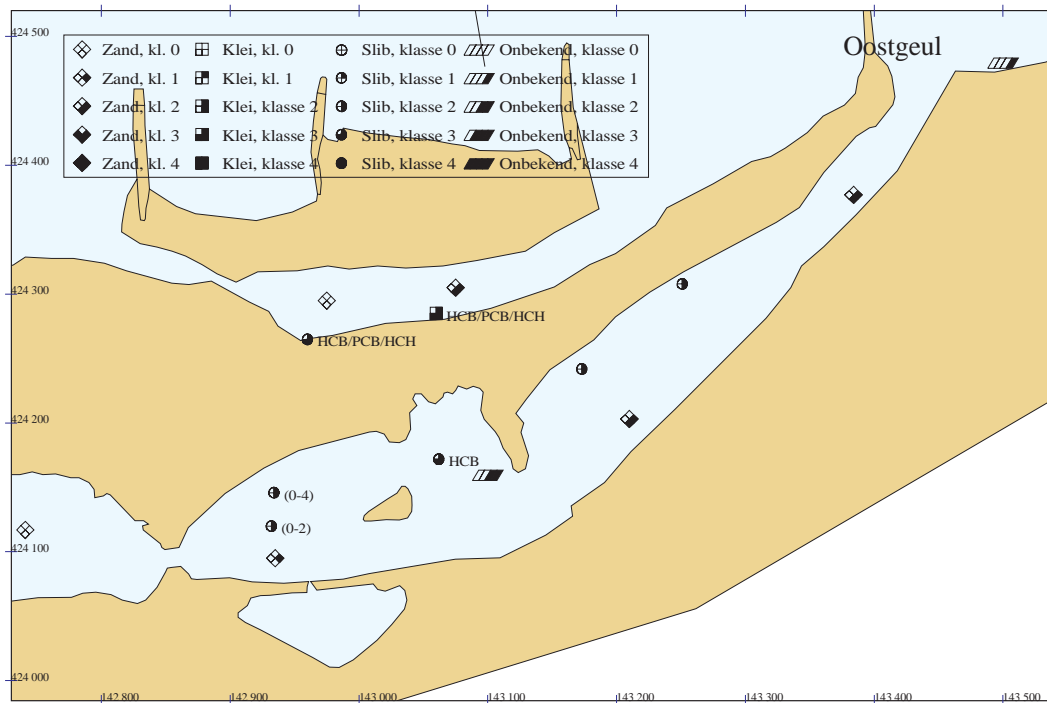 424 500
Oostgeul
Zand, kl. 0 Klei, kl. 0 Slib, klasse 0 Onbekend, klasse 0
Zand, kl. 1 Klei, kl. 1 Slib, klasse 1 Onbekend, klasse 1
Zand, kl. 2 Klei, klasse 2 Slib, klasse 2 Onbekend, klasse 2
Zand, kl. 3 Klei, klasse 3 Slib, klasse 3 Onbekend, klasse 3
Zand, kl. 4 Klei, klasse 4 Slib, klasse 4 Onbekend, klasse 4
424 400
424 300
HCB/PCB/HCH
HCB/PCB/HCH
424 200
HCB
(0-4)
(0-2)
424 100
424 000
142.800 142.900 143.000 143.100 143.200 143.300 143.400 143.500